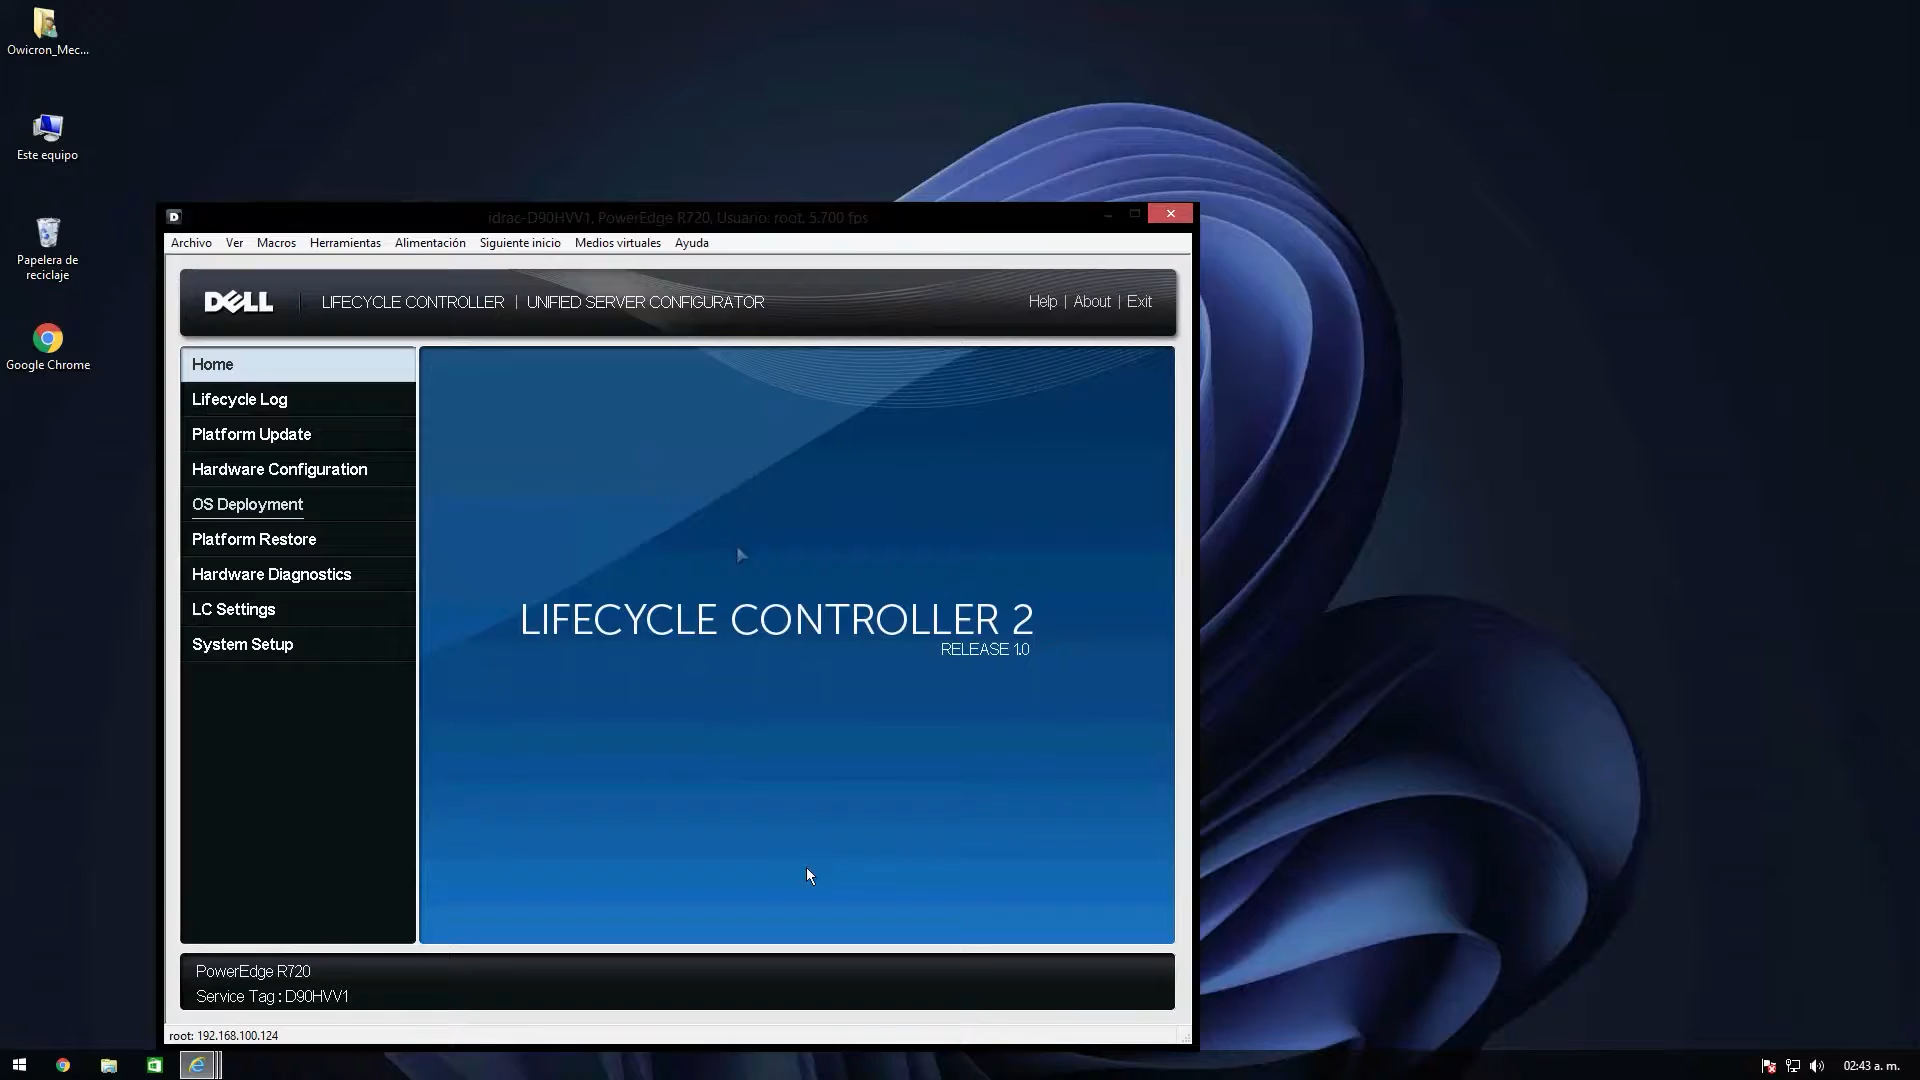 Owicron_Mec...
Este equipo
Papelera de
reciclaje
Google Chrome
idrac-D90HVV1, PowerEdge R720, Usuario: root, 5.700 fps
Archivo Ver Macros Herramientas Alimentación Siguiente inicio Medios virtuales Ayuda
DELL LIFECYCLE CONTROLLER | UNIFIED SERVER CONFIGURATOR Help | About | Exit
Home
Lifecycle Log
Platform Update
Hardware Configuration
OS Deployment
Platform Restore
Hardware Diagnostics
LC Settings
System Setup
LIFECYCLE CONTROLLER 2
RELEASE 1.0
PowerEdge R720
Service Tag : D90HVV1
root: 192.168.100.124
02:43 a. m.